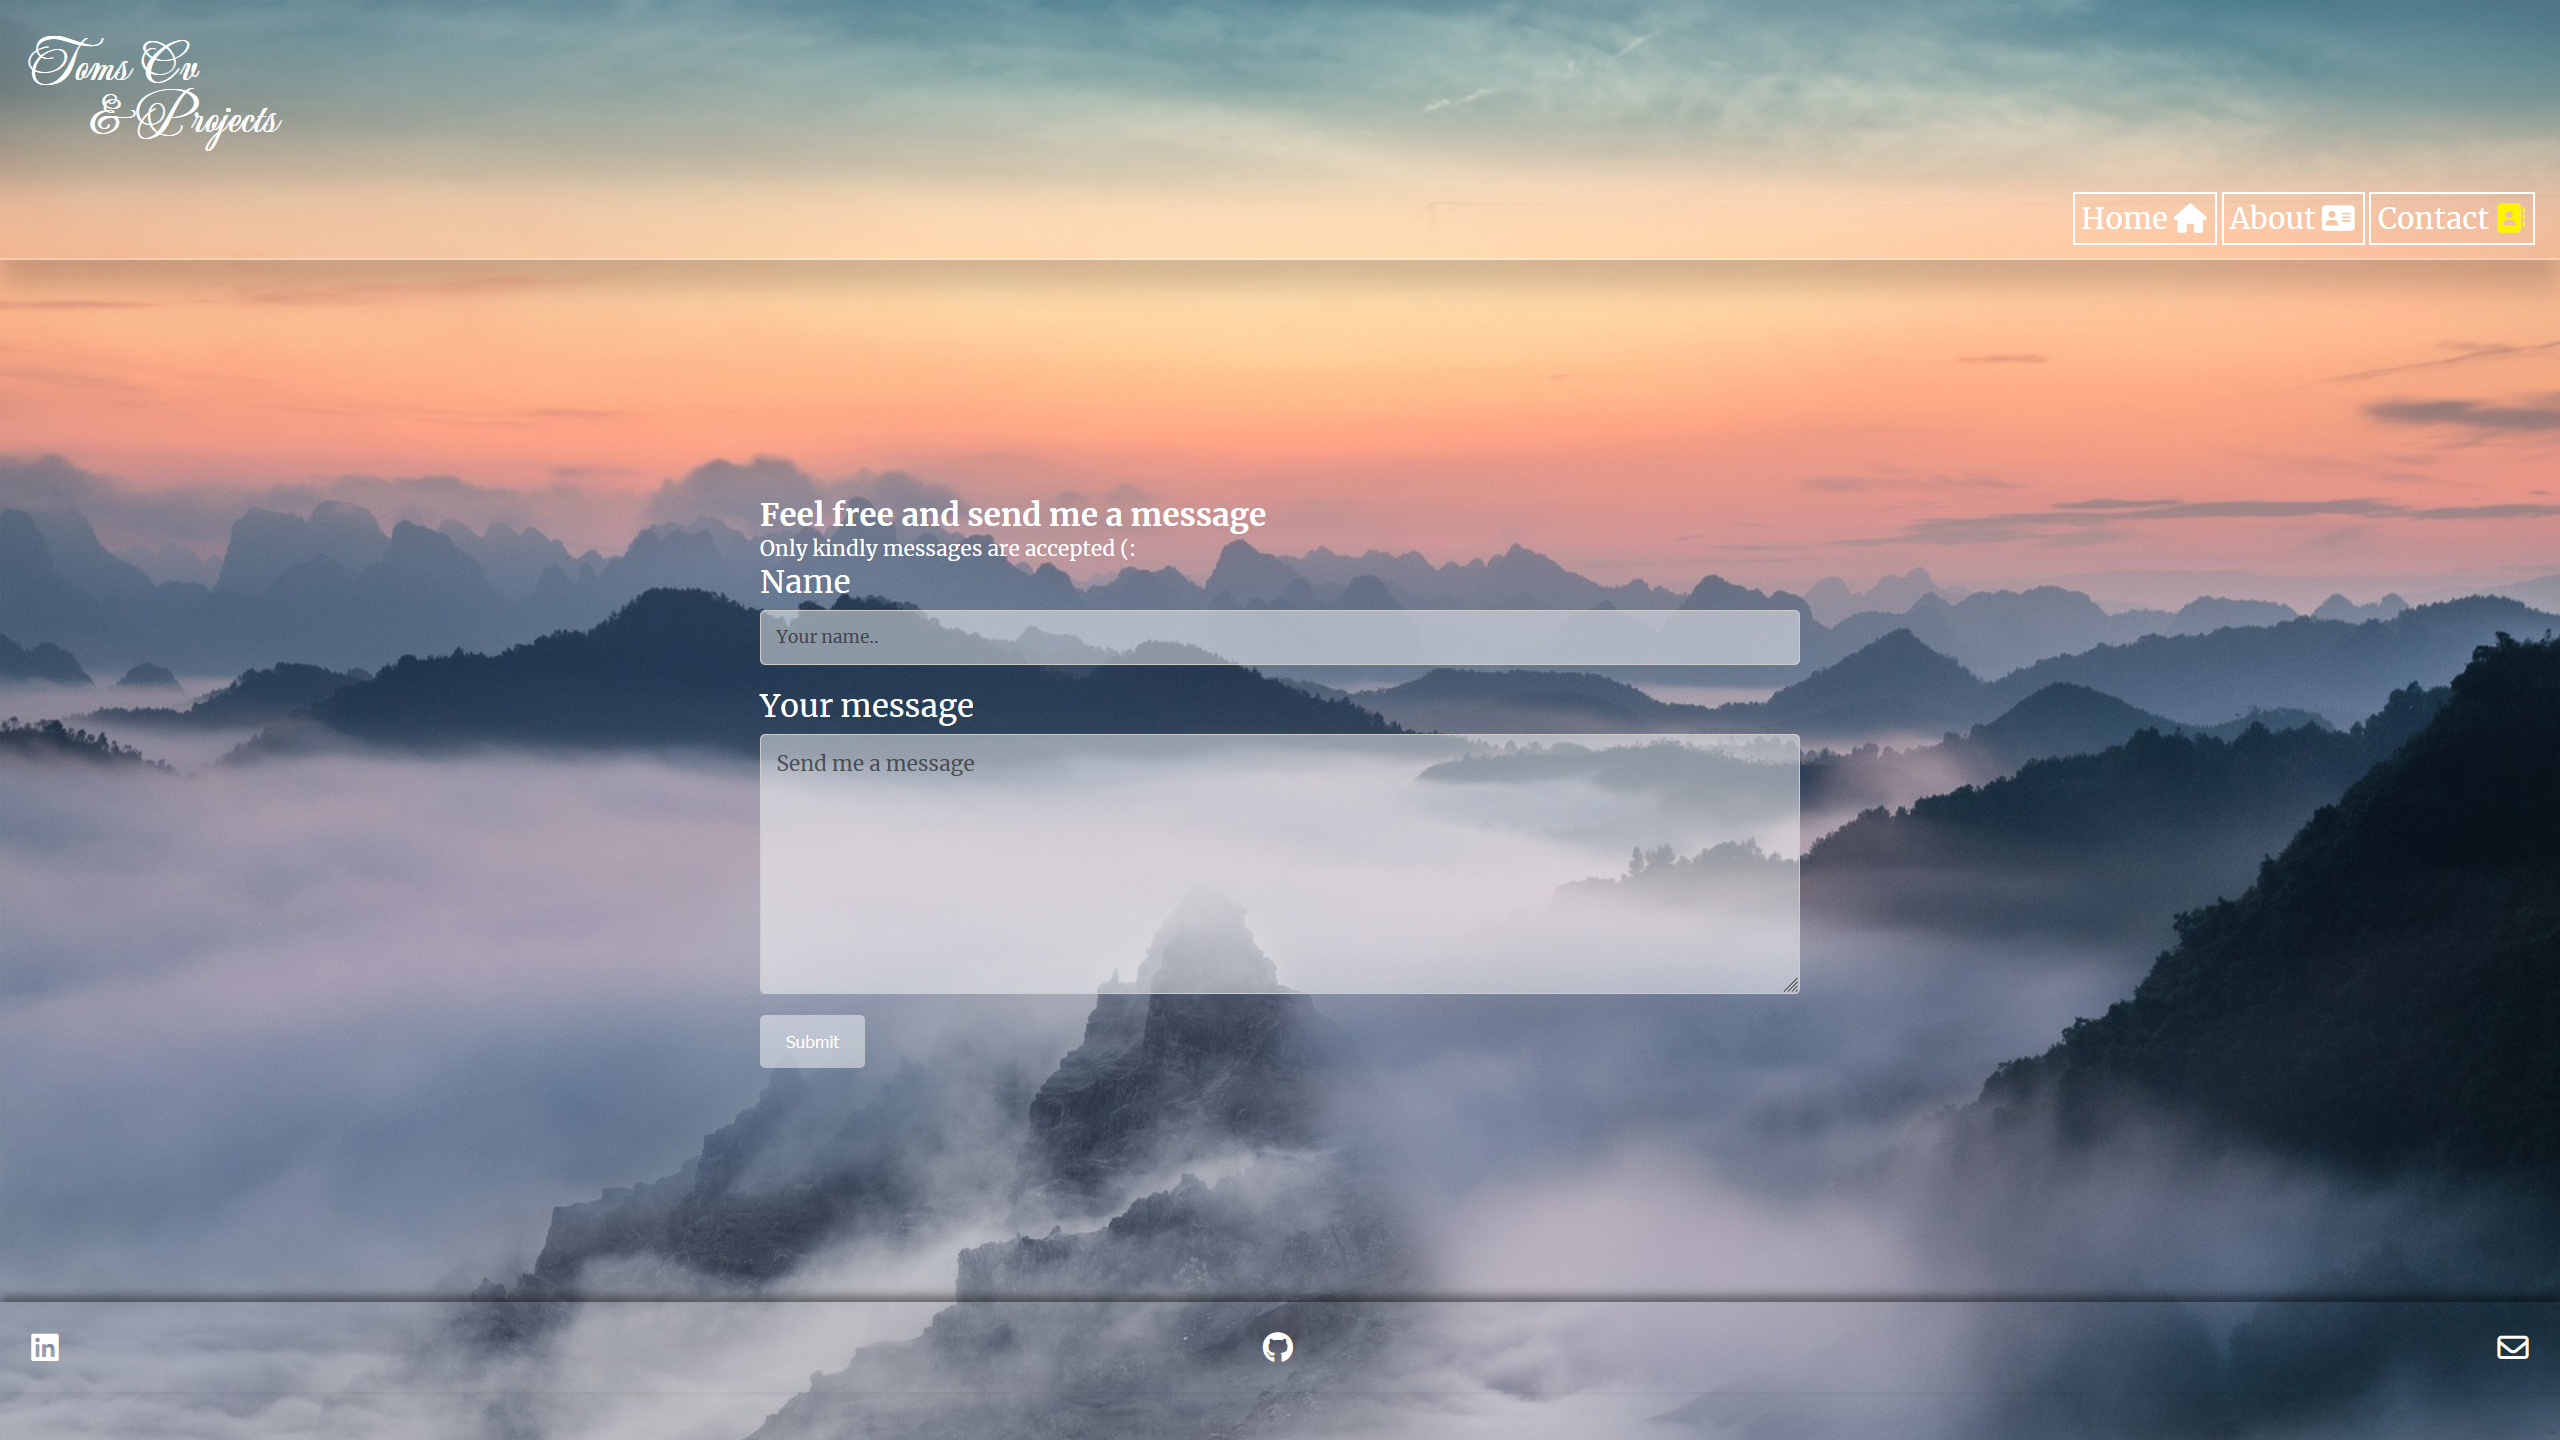 Toms Cv
& Projects
Home
About
Contact
Feel free and send me a message
Only kindly messages are accepted (:
Name
Your name..
Your message
Send me a message
Submit
in